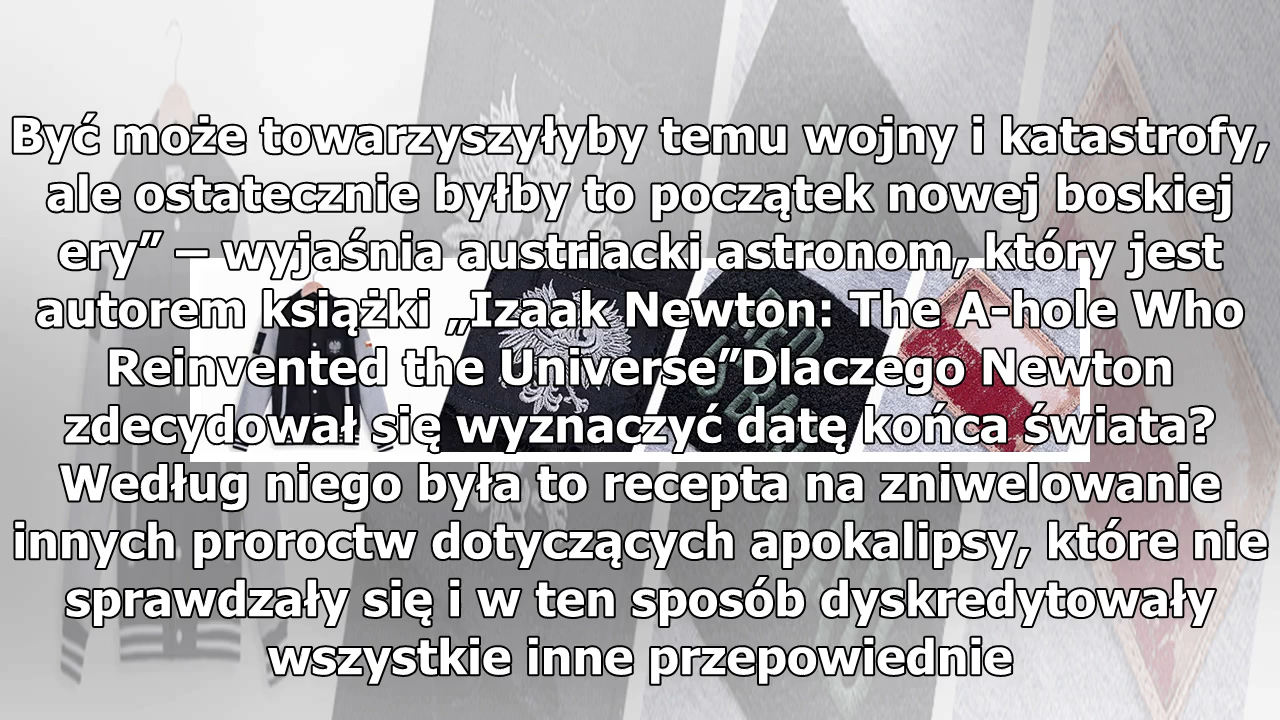 Być może towarzyszyłyby temu wojny i katastrofy,
ale ostatecznie byłby to początek nowej boskiej
ery” – wyjaśnia austriacki astronom, który jest
autorem książki „Izaak Newton: The A-hole Who
Reinvented the Universe”Dlaczego Newton
zdecydował się wyznaczyć datę końca świata?
Według niego była to recepta na zniwelowanie
innych proroctw dotyczących apokalipsy, które nie
sprawdzały się i w ten sposób dyskredytowały
wszystkie inne przepowiednie